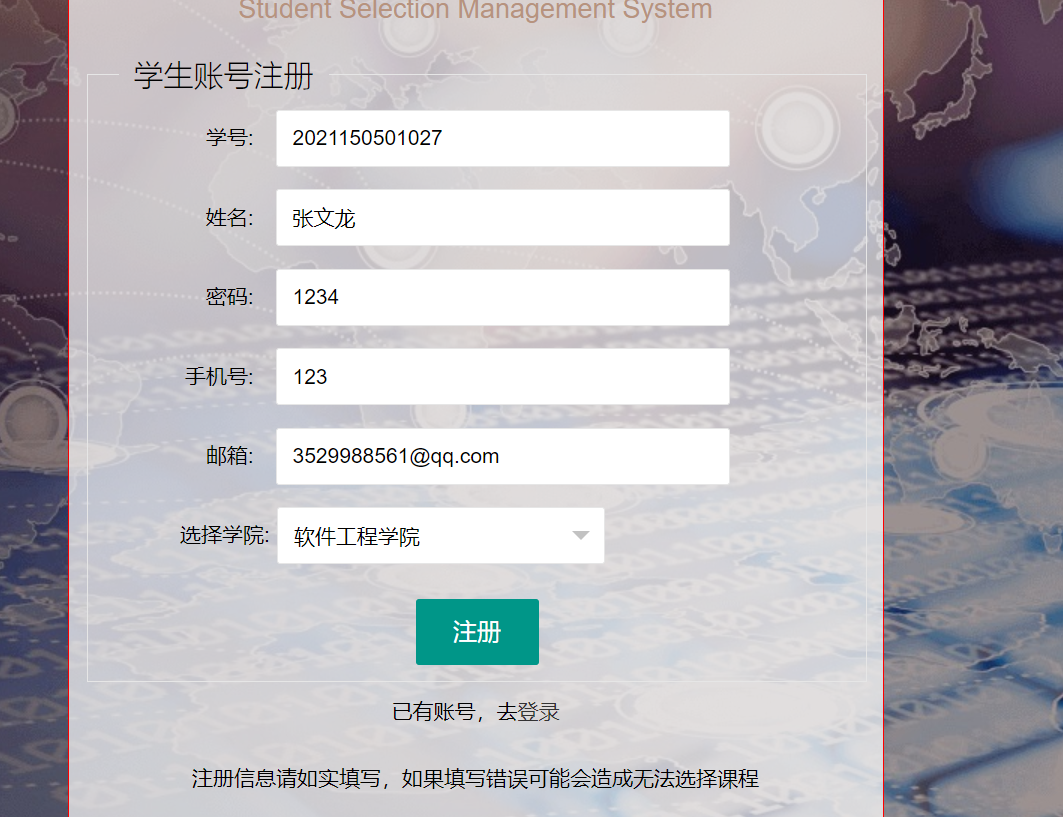 Student Selection Management System
学生账号注册
学号: 2021150501027
姓名: 张文龙
密码: 1234
手机号: 123
邮箱: 3529988561@qq.com
选择学院: 软件工程学院
注册
已有账号，去登录
注册信息请如实填写，如果填写错误可能会造成无法选择课程